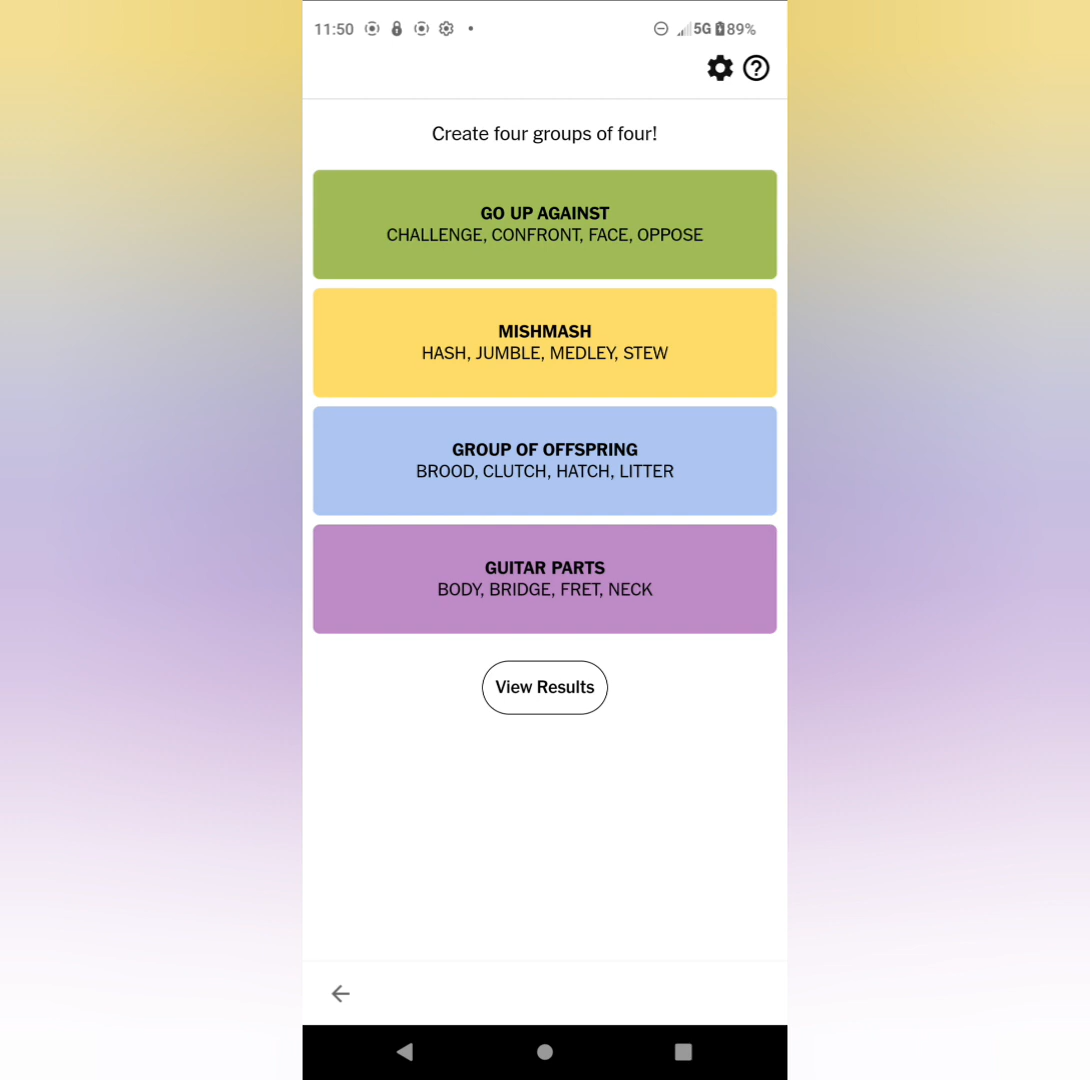 11:50 5G 89%
Create four groups of four!
GO UP AGAINST
CHALLENGE, CONFRONT, FACE, OPPOSE
MISHMASH
HASH, JUMBLE, MEDLEY, STEW
GROUP OF OFFSPRING
BROOD, CLUTCH, HATCH, LITTER
GUITAR PARTS
BODY, BRIDGE, FRET, NECK
View Results